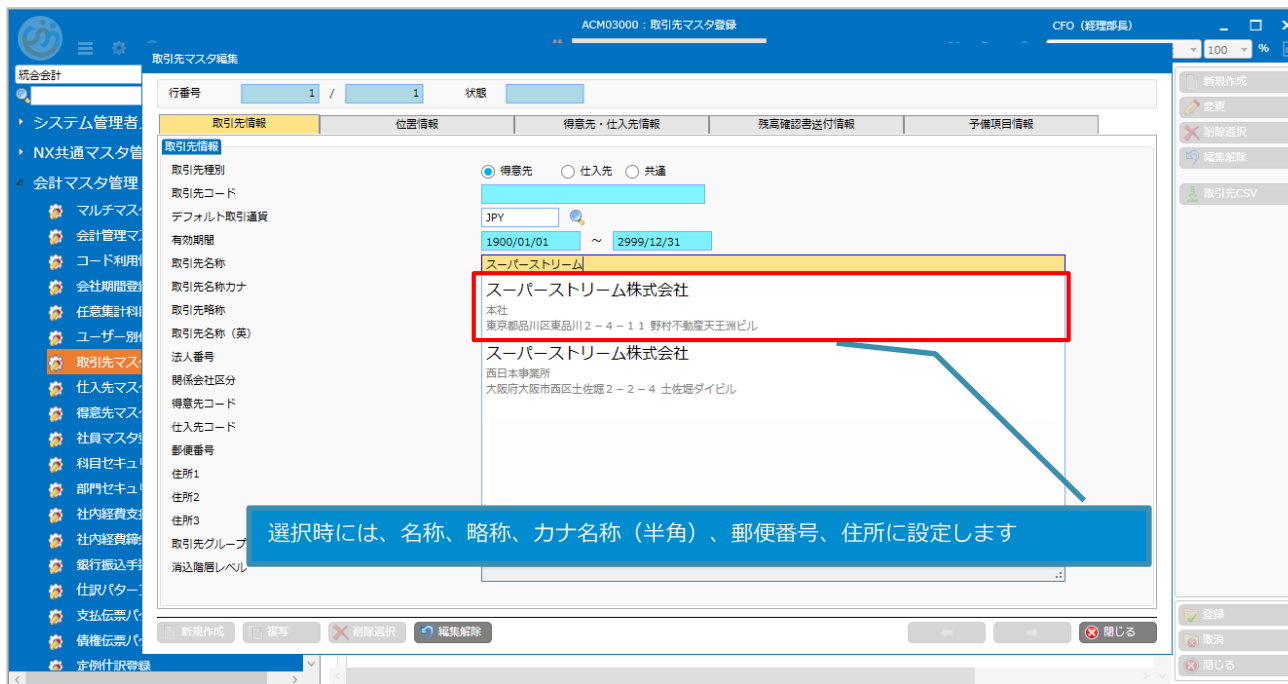 ACM03000：取引先マスタ登録
CFO（経理部長）
100 %
統合会計
システム管理者
NX共通マスタ管
会計マスタ管理
マルチマス
会計管理マ
コード利用
会社期間登
任意集計科
ユーザー別
取引先マス
仕入先マス
得意先マス
社員マスタ
科目セキュ
部門セキュ
社内経費支
社内経費締
銀行振込手
仕訳パター
支払伝票パ
債権伝票パ
定例仕訳登録
取引先マスタ編集
行番号 1 / 1 状態
取引先情報 位置情報 得意先・仕入先情報 残高確認書送付情報 予備項目情報
取引先情報
取引先種別 得意先 仕入先 共通
取引先コード
デフォルト取引通貨 JPY
有効期間 1900/01/01 ～ 2999/12/31
取引先名称 スーパーストリーム
取引先名称カナ
取引先略称
取引先名称（英）
法人番号
関係会社区分
得意先コード
仕入先コード
郵便番号
住所1
住所2
住所3
取引先グループ
消込階層レベル
スーパーストリーム株式会社
本社
東京都品川区東品川２－４－１１ 野村不動産天王洲ビル
スーパーストリーム株式会社
西日本事業所
大阪府大阪市西区土佐堀２－２－４ 土佐堀ダイビル
選択時には、名称、略称、カナ名称（半角）、郵便番号、住所に設定します
新規作成 複写 削除選択 編集解除 閉じる
新規作成
変更
削除選択
編集解除
取引先CSV
登録
取消
閉じる